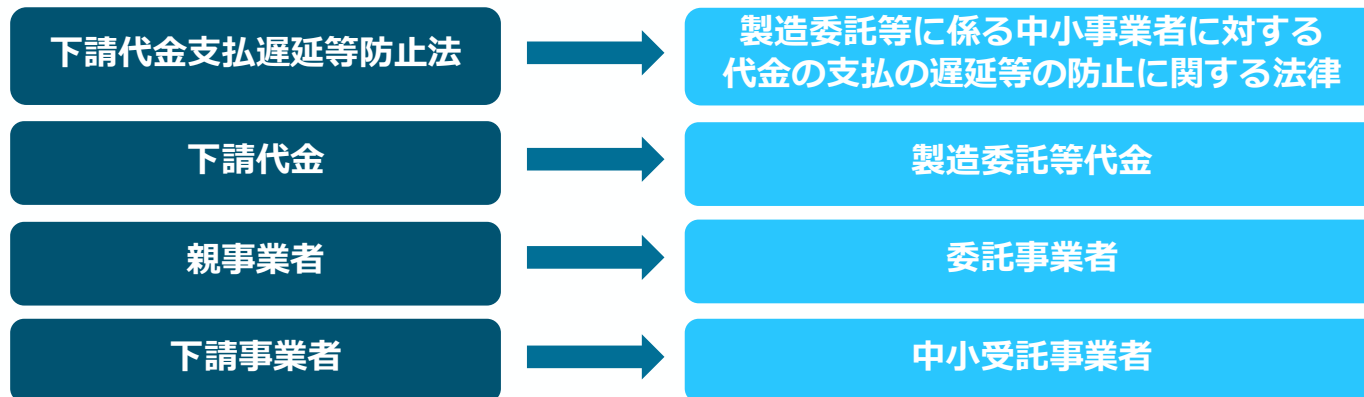 下請代金支払遅延等防止法
製造委託等に係る中小事業者に対する
代金の支払の遅延等の防止に関する法律
下請代金
製造委託等代金
親事業者
委託事業者
下請事業者
中小受託事業者